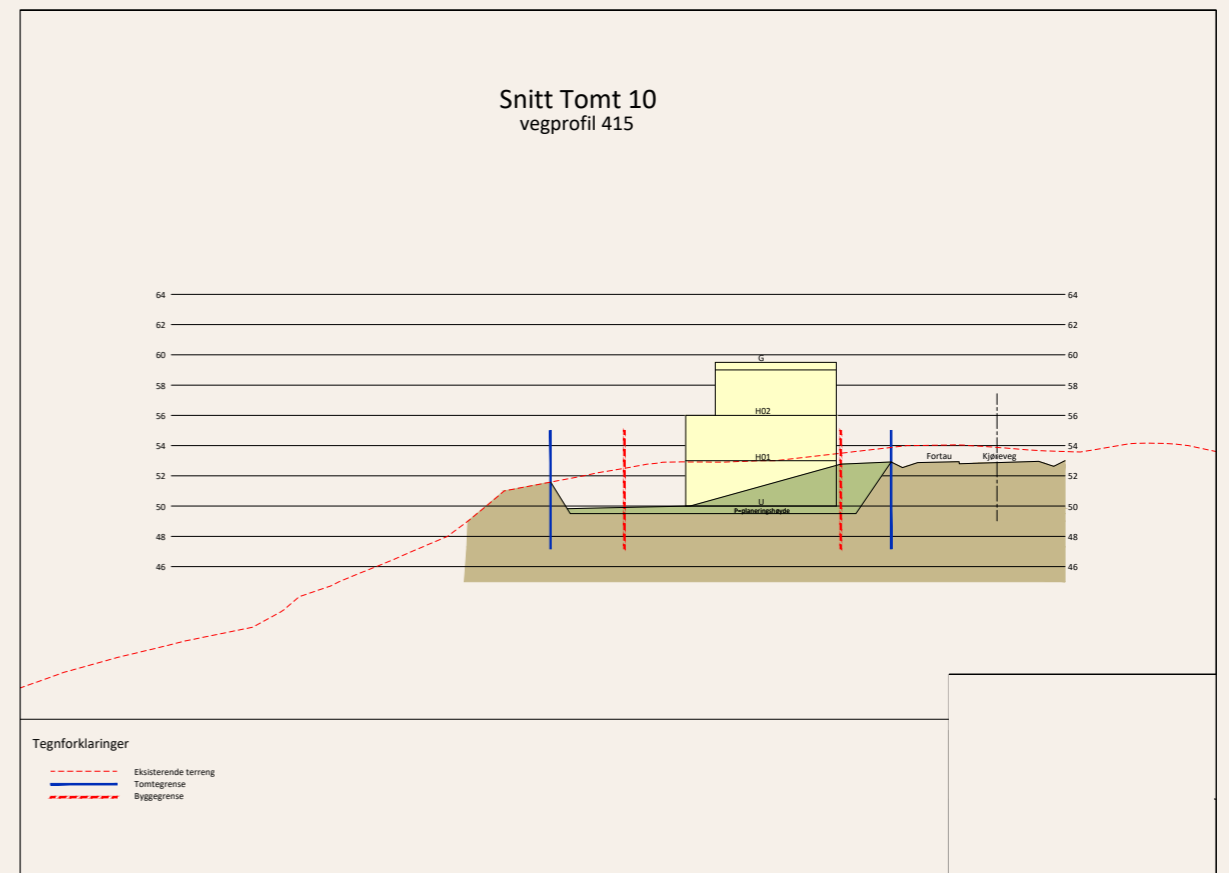 Snitt Tomt 10
vegprofil 415
64 64
62 62
60 G 60
58 58
56 H02 56
54 54
H01 Fortau Kjøreveg
52 52
50 U 50
P=planeringshøyde
48 48
46 46
Tegnforklaringer
Eksisterende terreng
Tomtegrense
Byggegrense